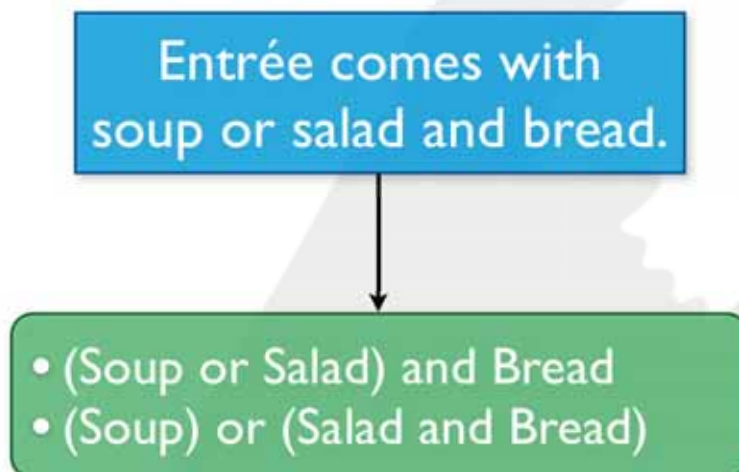 Entrée comes with
soup or salad and bread.
• (Soup or Salad) and Bread
• (Soup) or (Salad and Bread)